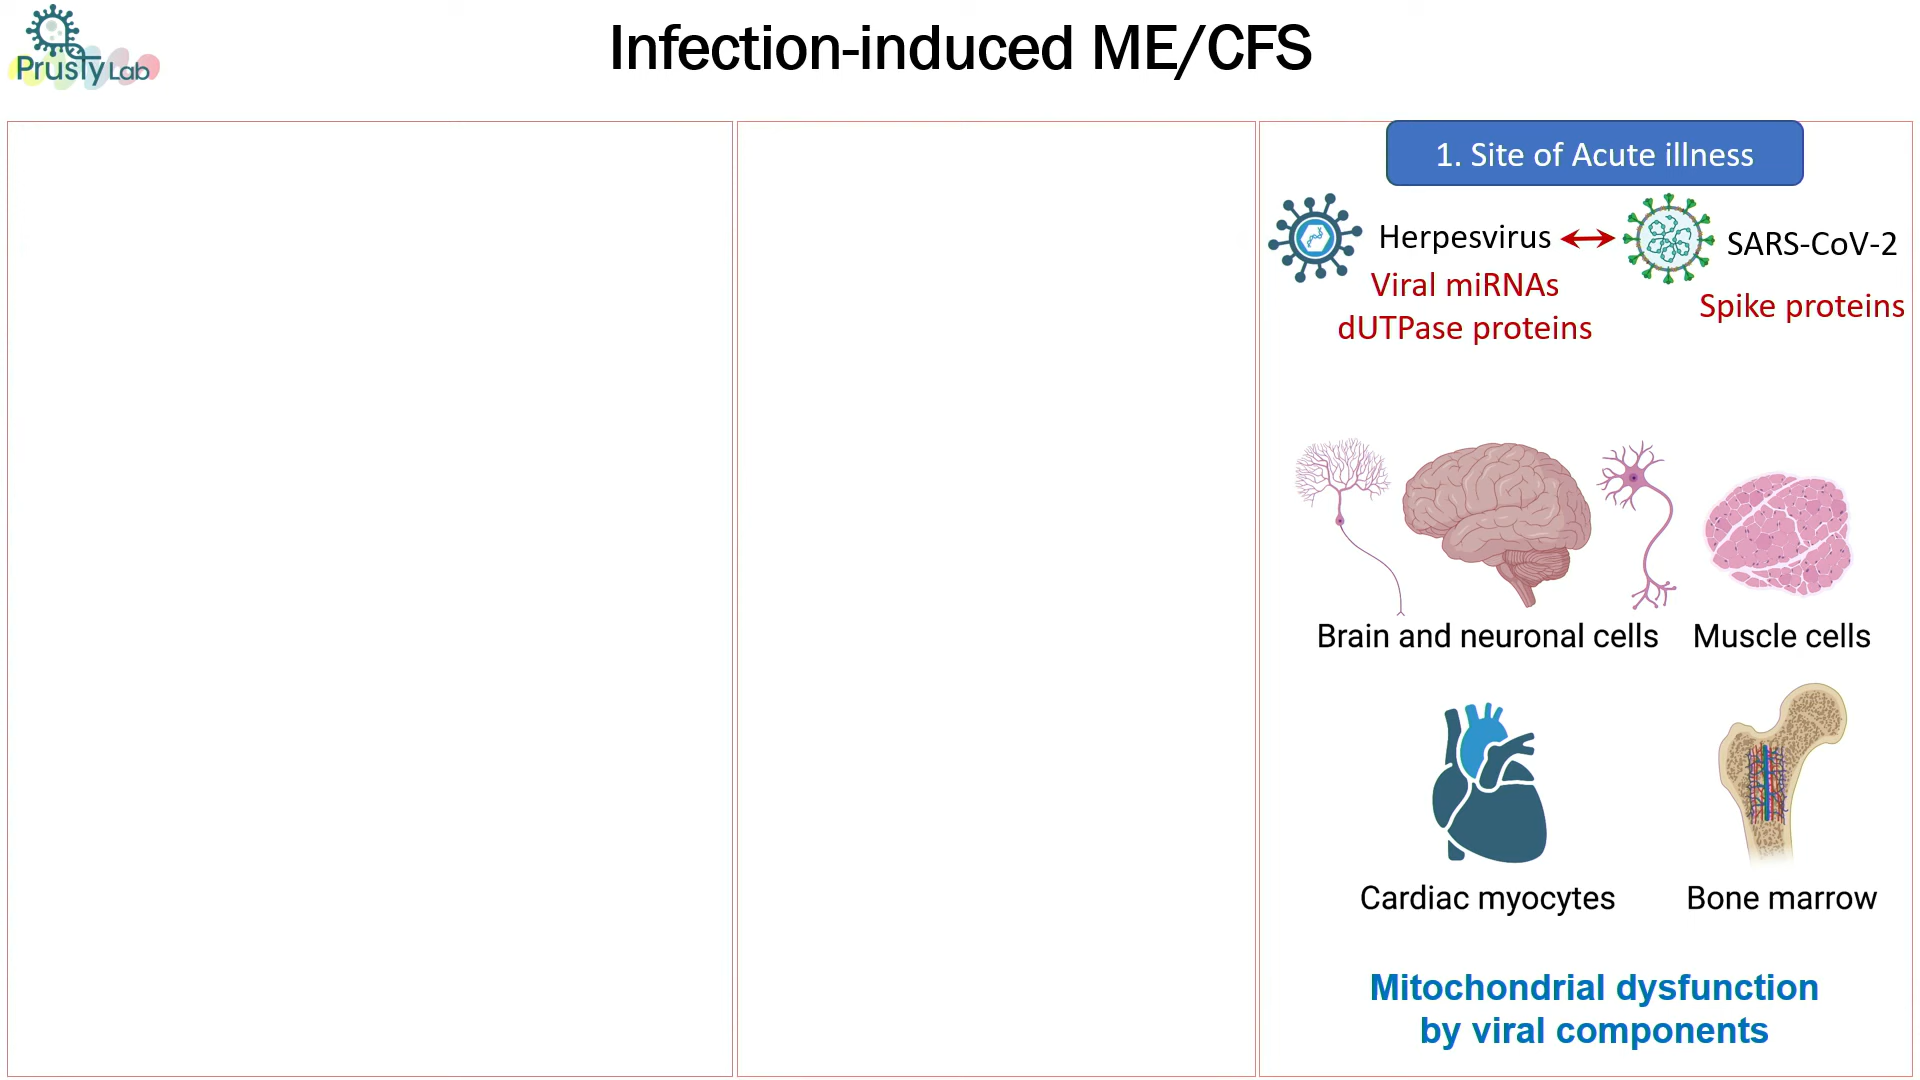 Prusty Lab
Infection-induced ME/CFS
1. Site of Acute illness
Herpesvirus
SARS-CoV-2
Viral miRNAs
dUTPase proteins
Spike proteins
Brain and neuronal cells
Muscle cells
Cardiac myocytes
Bone marrow
Mitochondrial dysfunction
by viral components